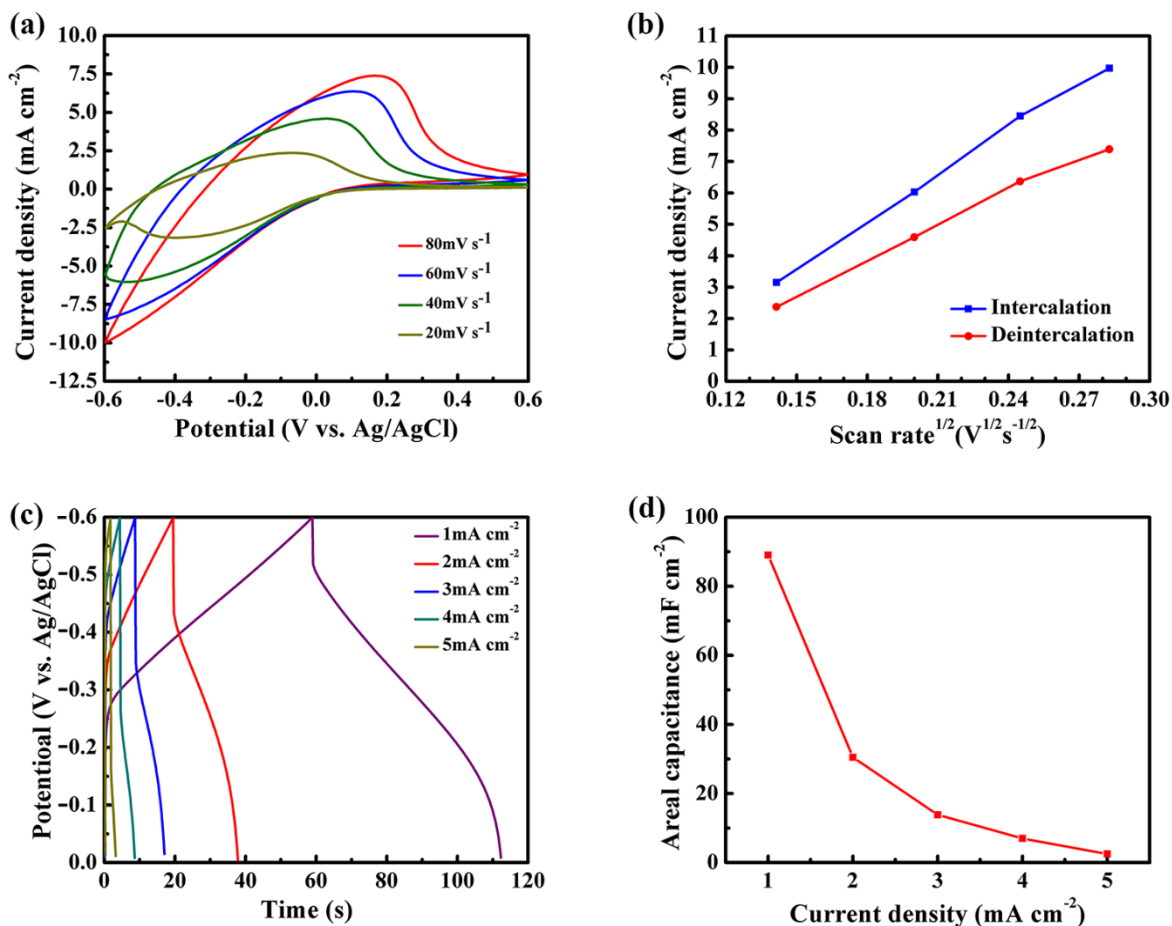 (a)
10.0
7.5
5.0
2.5
0.0
-2.5
-5.0
-7.5
-10.0
-12.5
Current density (mA cm⁻²)
80mV s⁻¹
60mV s⁻¹
40mV s⁻¹
20mV s⁻¹
-0.6 -0.4 -0.2 0.0 0.2 0.4 0.6
Potential (V vs. Ag/AgCl)
(b)
11
10
9
8
7
6
5
4
3
2
1
0
Current density (mA cm⁻²)
Intercalation
Deintercalation
0.12 0.15 0.18 0.21 0.24 0.27 0.30
Scan rate¹ᐟ²(V¹ᐟ²s⁻¹ᐟ²)
(c)
-0.6
-0.5
-0.4
-0.3
-0.2
-0.1
0.0
Potentioal (V vs. Ag/AgCl)
1mA cm⁻²
2mA cm⁻²
3mA cm⁻²
4mA cm⁻²
5mA cm⁻²
0 20 40 60 80 100 120
Time (s)
(d)
100
80
60
40
20
0
Areal capacitance (mF cm⁻²)
1 2 3 4 5
Current density (mA cm⁻²)